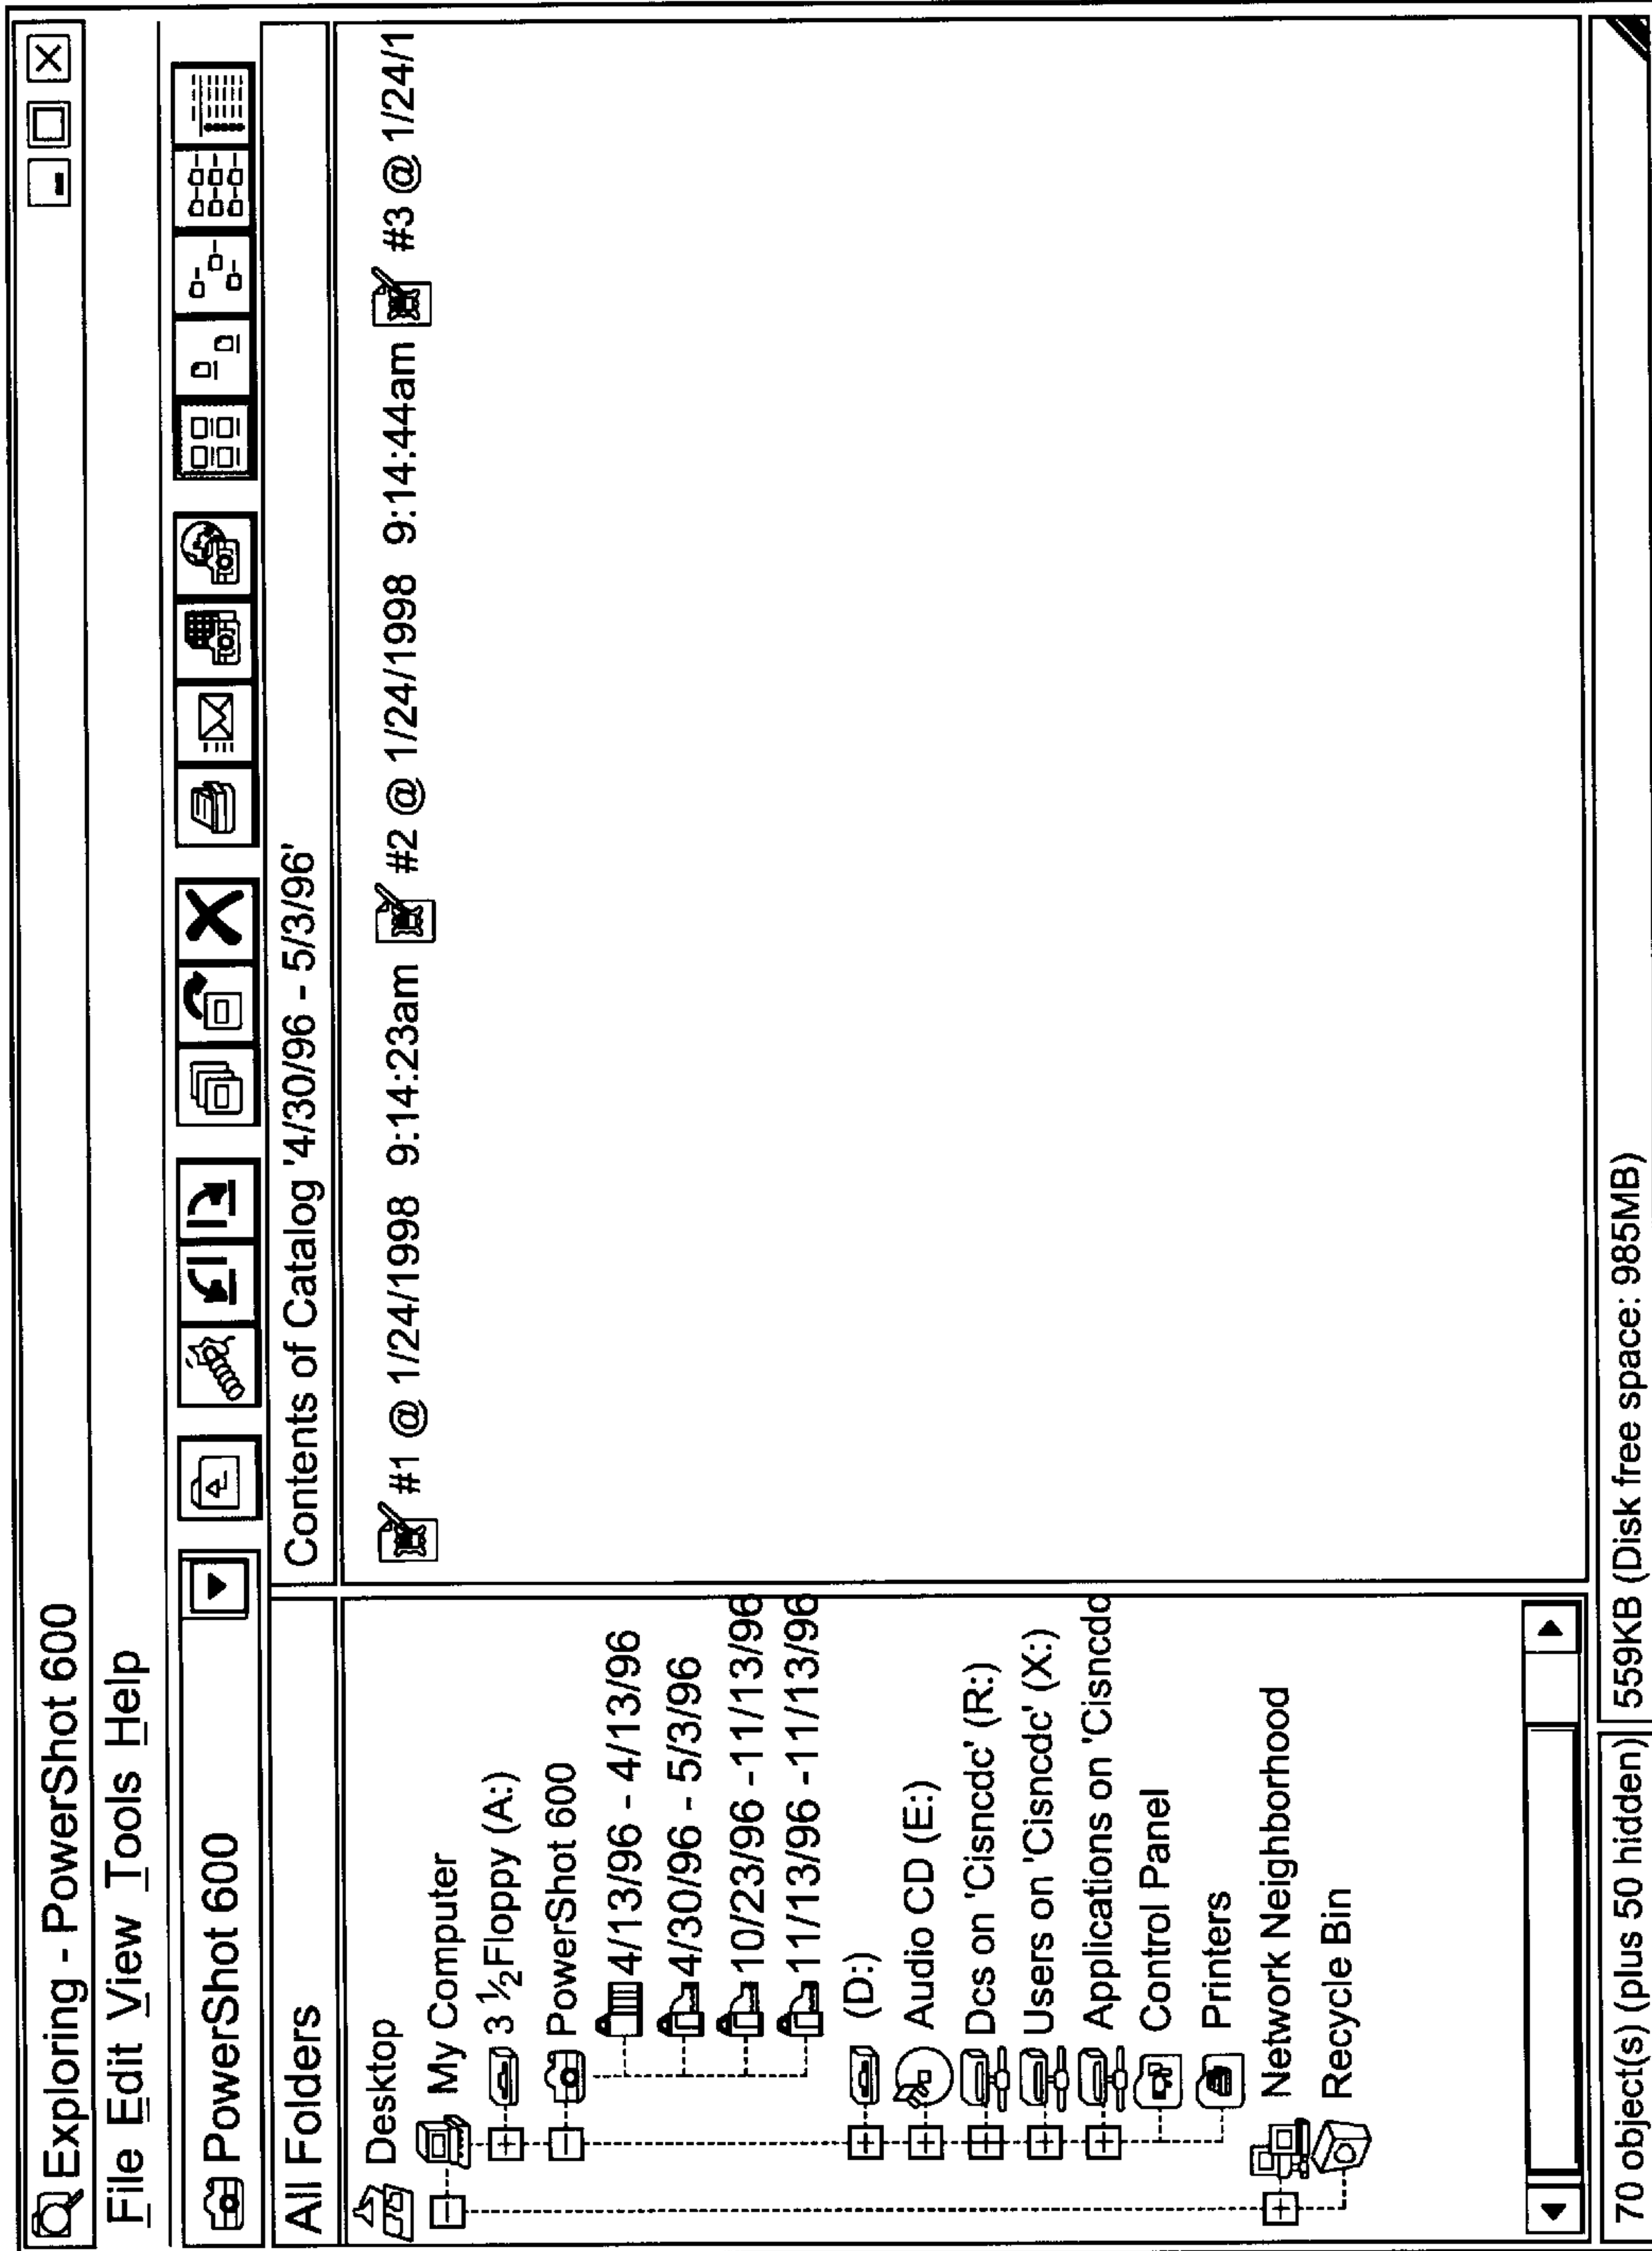 Exploring - PowerShot 600
File Edit View Tools Help
PowerShot 600
All Folders
Contents of Catalog '4/30/96 - 5/3/96'
Desktop
My Computer
3 ½Floppy (A:)
PowerShot 600
4/13/96 - 4/13/96
4/30/96 - 5/3/96
10/23/96 -11/13/96
11/13/96 -11/13/96
(D:)
Audio CD (E:)
Dcs on 'Cisncdc' (R:)
Users on 'Cisncdc' (X:)
Applications on 'Cisncdc
Control Panel
Printers
Network Neighborhood
Recycle Bin
#1 @ 1/24/1998 9:14:23am #2 @ 1/24/1998 9:14:44am #3 @ 1/24/1
70 object(s) (plus 50 hidden) 559KB (Disk free space: 985MB)